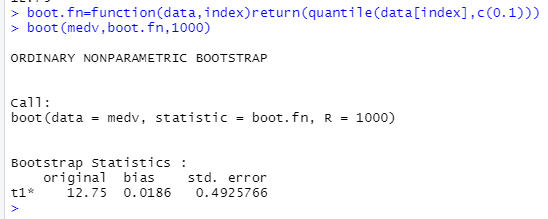 > boot.fn=function(data,index)return(quantile(data[index],c(0.1)))
> boot(medv,boot.fn,1000)
ORDINARY NONPARAMETRIC BOOTSTRAP
Call:
boot(data = medv, statistic = boot.fn, R = 1000)
Bootstrap Statistics :
    original  bias    std. error
t1*    12.75  0.0186   0.4925766
>